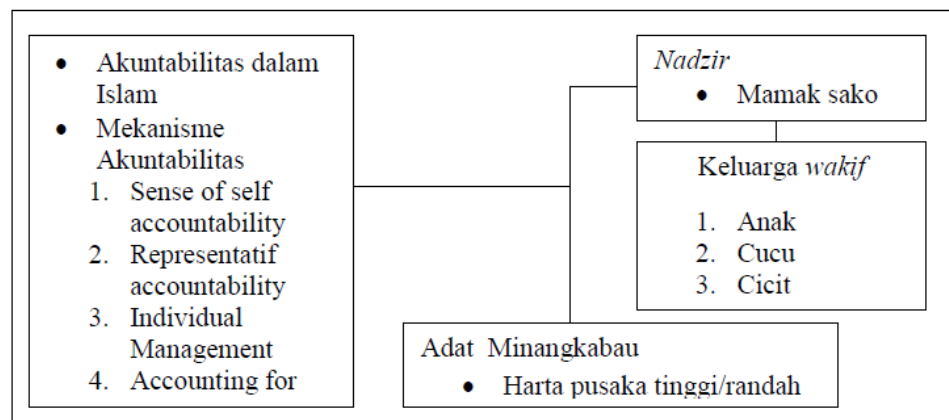 • Akuntabilitas dalam
Islam
• Mekanisme
Akuntabilitas
1. Sense of self
accountability
2. Representatif
accountability
3. Individual
Management
4. Accounting for
Nadzir
• Mamak sako
Keluarga wakif
1. Anak
2. Cucu
3. Cicit
Adat Minangkabau
• Harta pusaka tinggi/randah